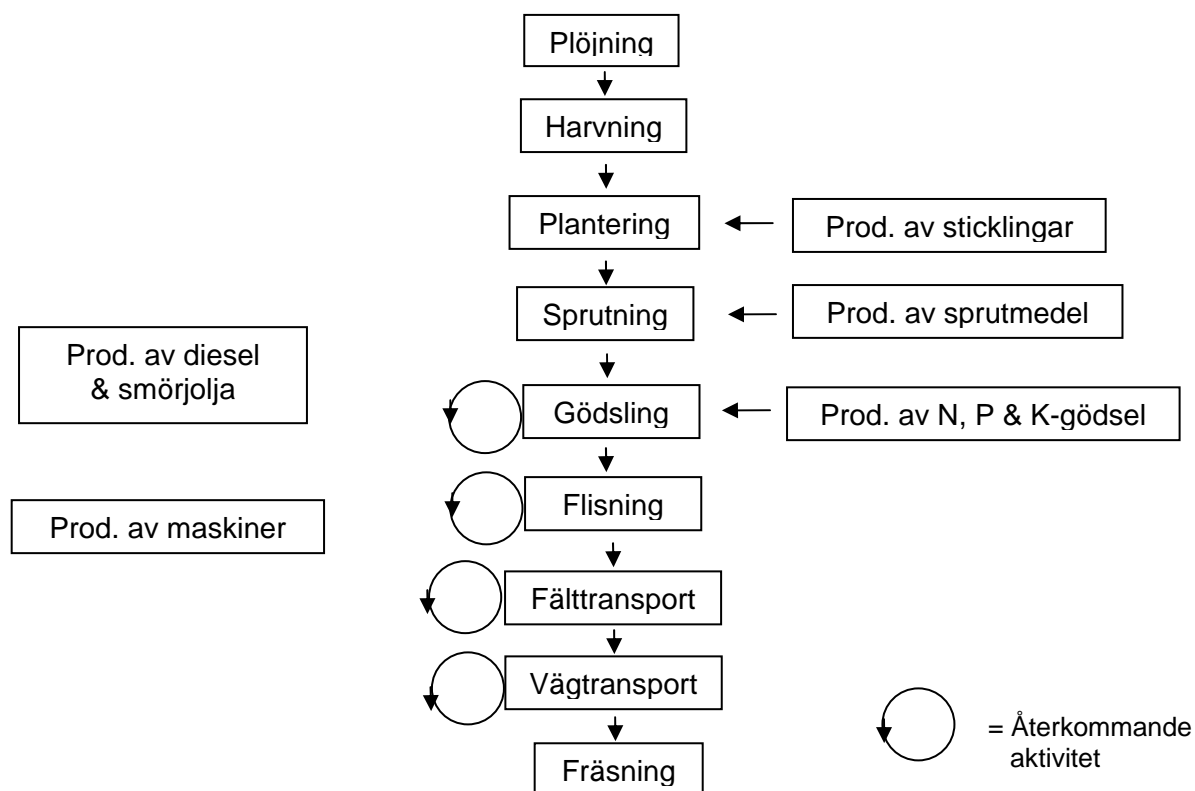 Plöjning
Harvning
Plantering
Prod. av sticklingar
Sprutning
Prod. av sprutmedel
Prod. av diesel
& smörjolja
Gödsling
Prod. av N, P & K-gödsel
Flisning
Prod. av maskiner
Fälttransport
Vägtransport
Fräsning
= Återkommande
aktivitet